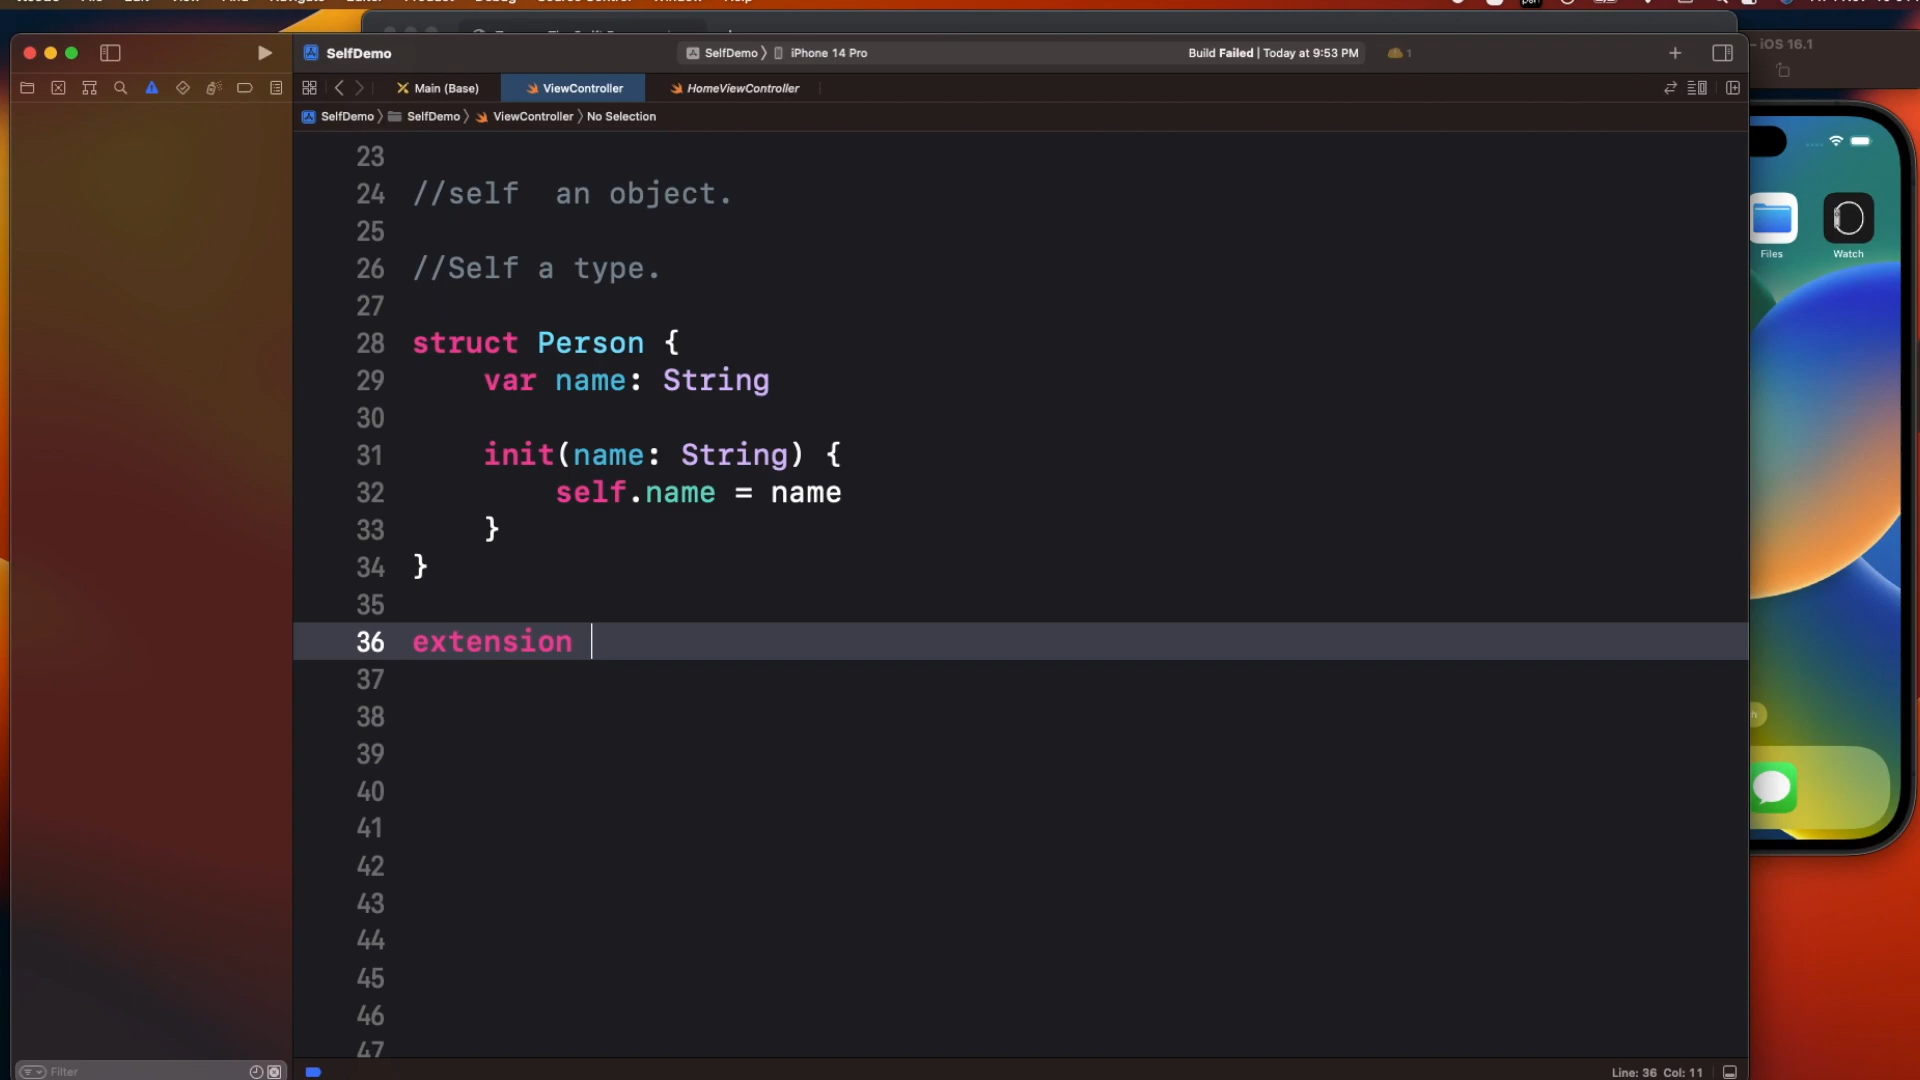 SelfDemo
SelfDemo
iPhone 14 Pro
Build Failed | Today at 9:53 PM
1
iOS 16.1
Main (Base)
ViewController
HomeViewController
SelfDemo
SelfDemo
ViewController
No Selection
23
24 //self  an object.
25
26 //Self a type.
27
28 struct Person {
29 var name: String
30
31 init(name: String) {
32 self.name = name
33 }
34 }
35
36 extension
37
38
39
40
41
42
43
44
45
46
47
Files
Watch
Filter
Line: 36 Col: 11